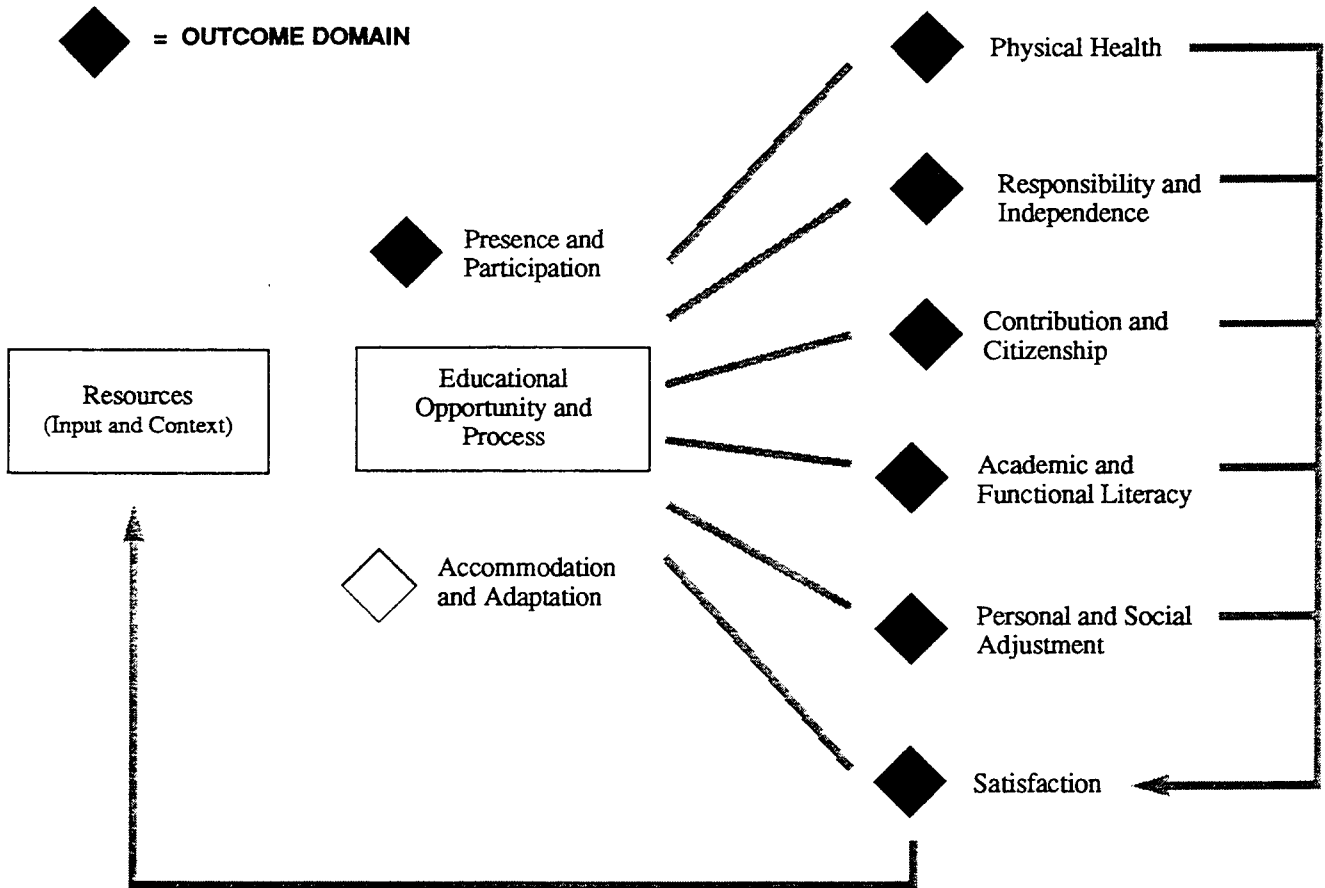 = OUTCOME DOMAIN
Physical Health
Responsibility and
Independence
Presence and
Participation
Contribution and
Citizenship
Resources
(Input and Context)
Educational
Opportunity and
Process
Academic and
Functional Literacy
Accommodation
and Adaptation
Personal and Social
Adjustment
Satisfaction